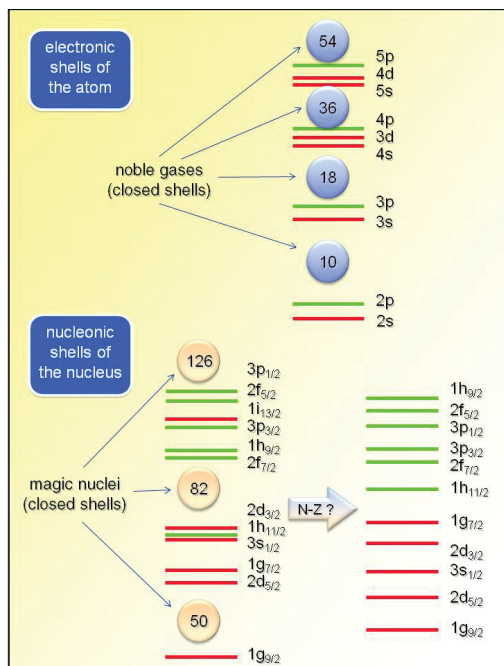 electronic
shells of
the atom
54
5p
4d
5s
36
4p
3d
4s
noble gases
(closed shells)
18
3p
3s
10
2p
2s
nucleonic
shells of
the nucleus
126
3p1/2
2f5/2
1i13/2
3p3/2
1h9/2
2f7/2
magic nuclei
(closed shells)
82
2d3/2
1h11/2
3s1/2
1g7/2
2d5/2
50
1g9/2
N-Z ?
1h9/2
2f5/2
3p1/2
3p3/2
2f7/2
1h11/2
1g7/2
2d3/2
3s1/2
2d5/2
1g9/2